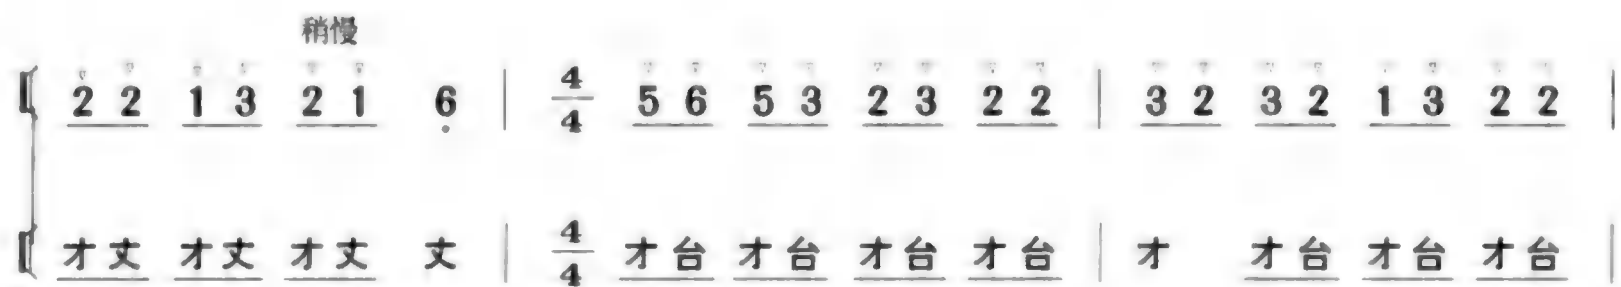 稍慢
2 2 1 3 2 1 6 | 4/4 5 6 5 3 2 3 2 2 | 3 2 3 2 1 3 2 2 |
才丈 才丈 才丈 丈 | 4/4 才台 才台 才台 才台 | 才 才台 才台 才台 |